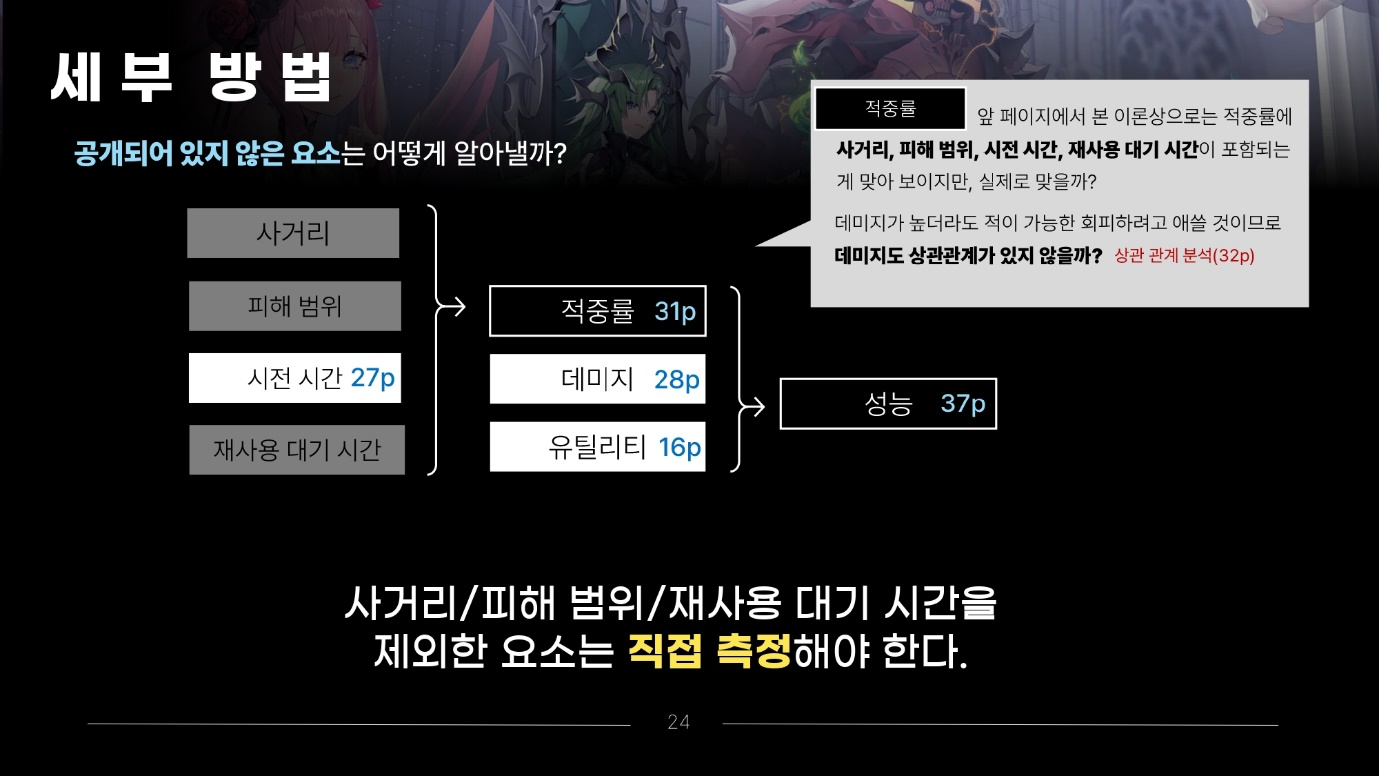 세부 방법
공개되어 있지 않은 요소는 어떻게 알아낼까?
적중률
앞 페이지에서 본 이론상으로는 적중률에
사거리, 피해 범위, 시전 시간, 재사용 대기 시간이 포함되는
게 맞아 보이지만, 실제로 맞을까?
데미지가 높더라도 적이 가능한 회피하려고 애쓸 것이므로
데미지도 상관관계가 있지 않을까? 상관 관계 분석(32p)
사거리
피해 범위
시전 시간 27p
재사용 대기 시간
적중률 31p
데미지 28p
유틸리티 16p
성능 37p
사거리/피해 범위/재사용 대기 시간을
제외한 요소는 직접 측정해야 한다.
24